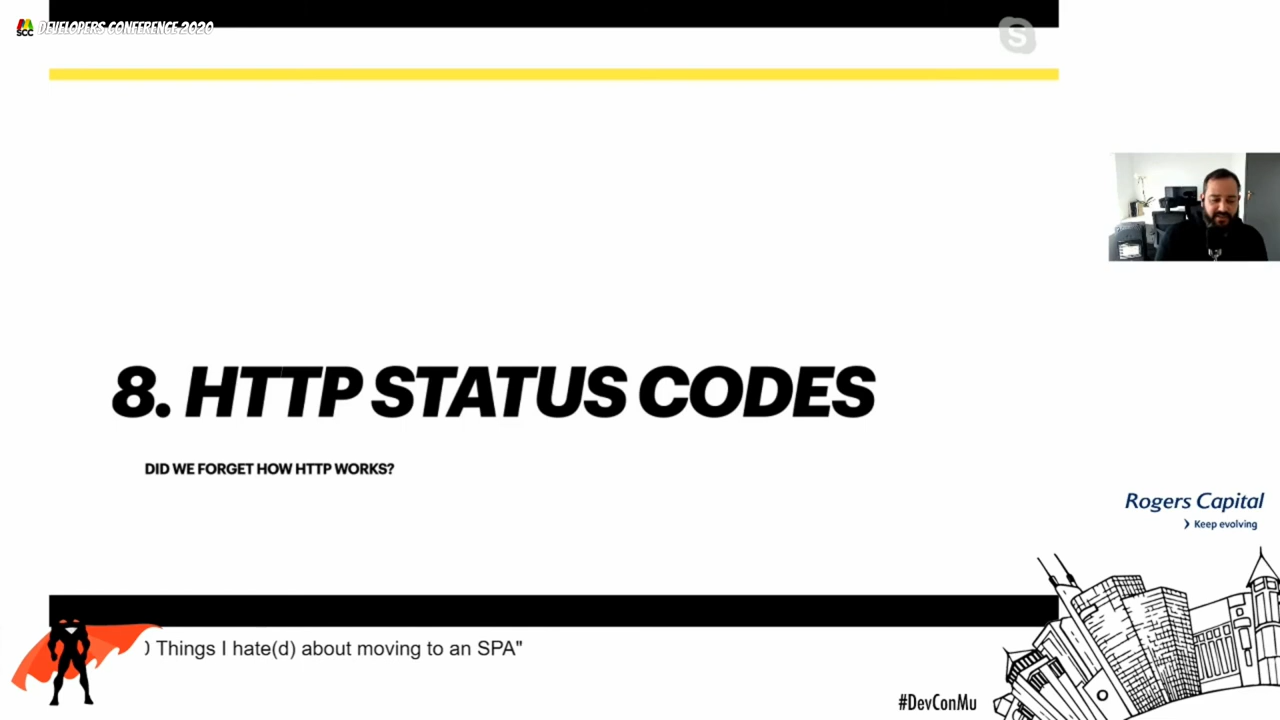 SCC DEVELOPERS CONFERENCE 2020
S
8. HTTP STATUS CODES
DID WE FORGET HOW HTTP WORKS?
Rogers Capital
Keep evolving
Things I hate(d) about moving to an SPA"
#DevConMu